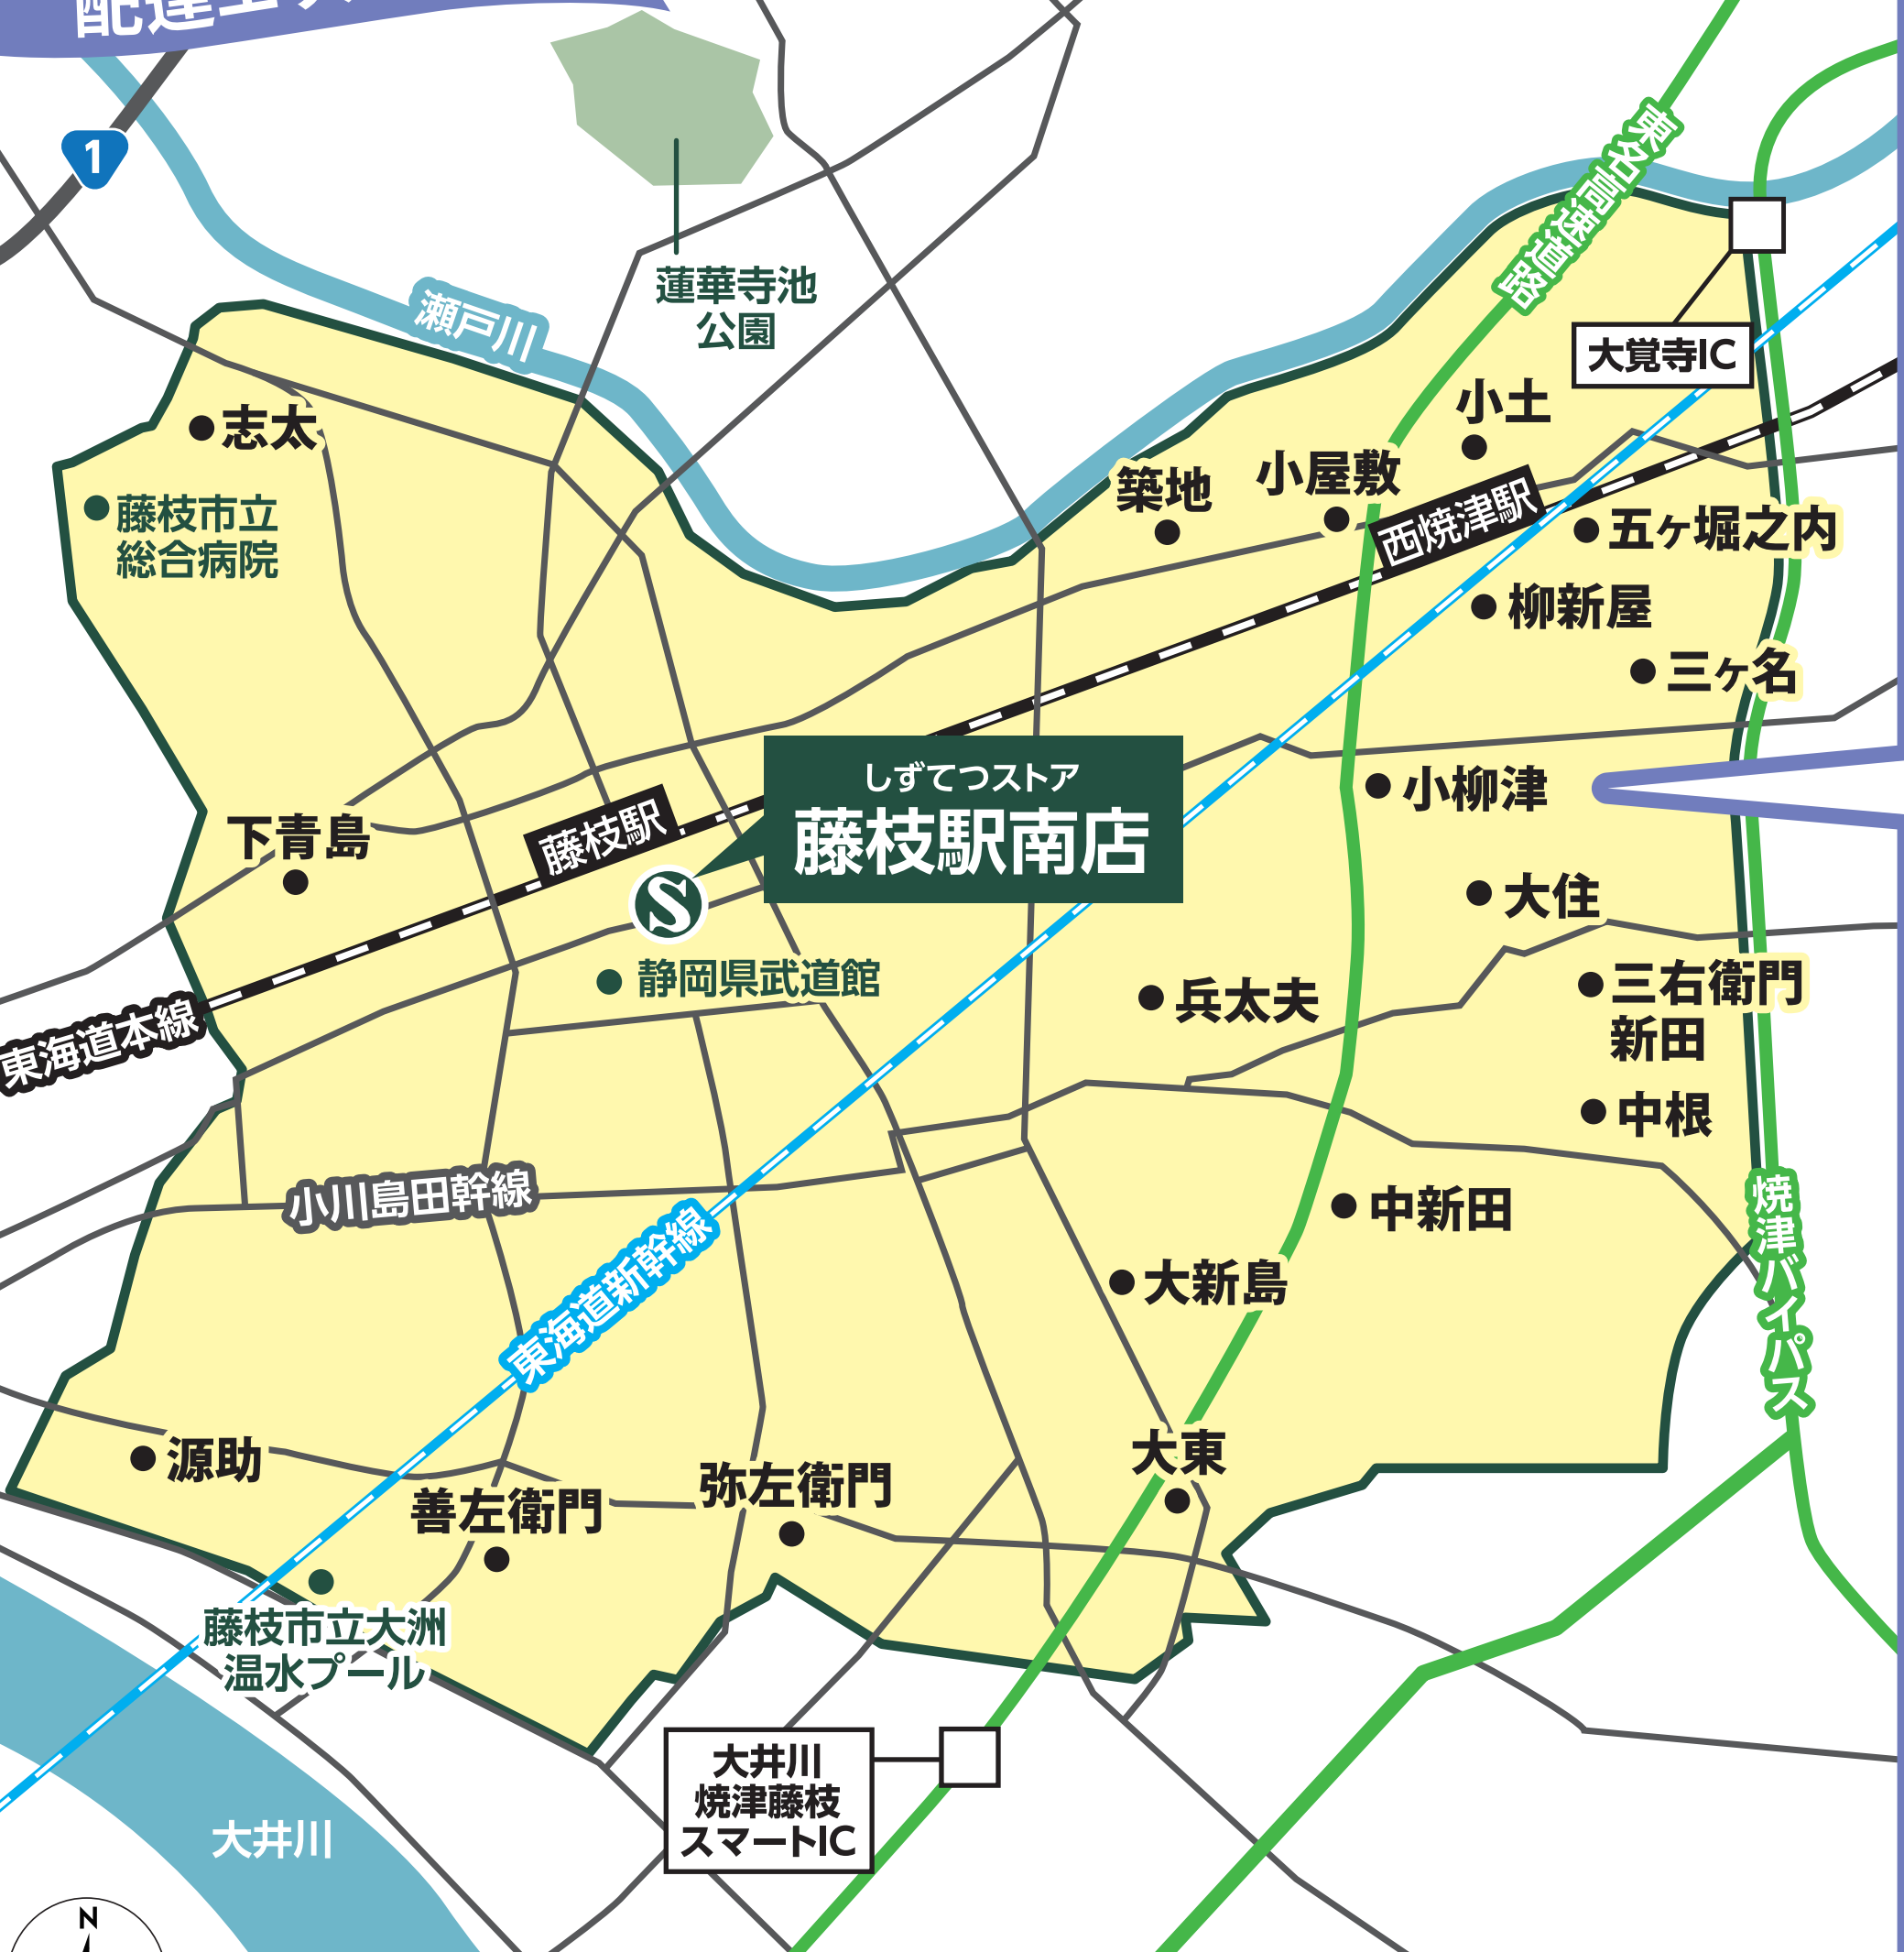 1
瀬戸川
蓮華寺池
公園
東名高速道路
大覚寺IC
志太
藤枝市立
総合病院
築地
小屋敷
小土
西焼津駅
五ヶ堀之内
柳新屋
三ヶ名
小柳津
下青島
藤枝駅
しずてつストア
藤枝駅南店
S
静岡県武道館
大住
兵太夫
三右衛門
新田
中根
東海道本線
小川島田幹線
東海道新幹線
中新田
大新島
焼津バイパス
源助
善左衛門
弥左衛門
大東
藤枝市立大洲
温水プール
大井川
焼津藤枝
スマートIC
大井川
N